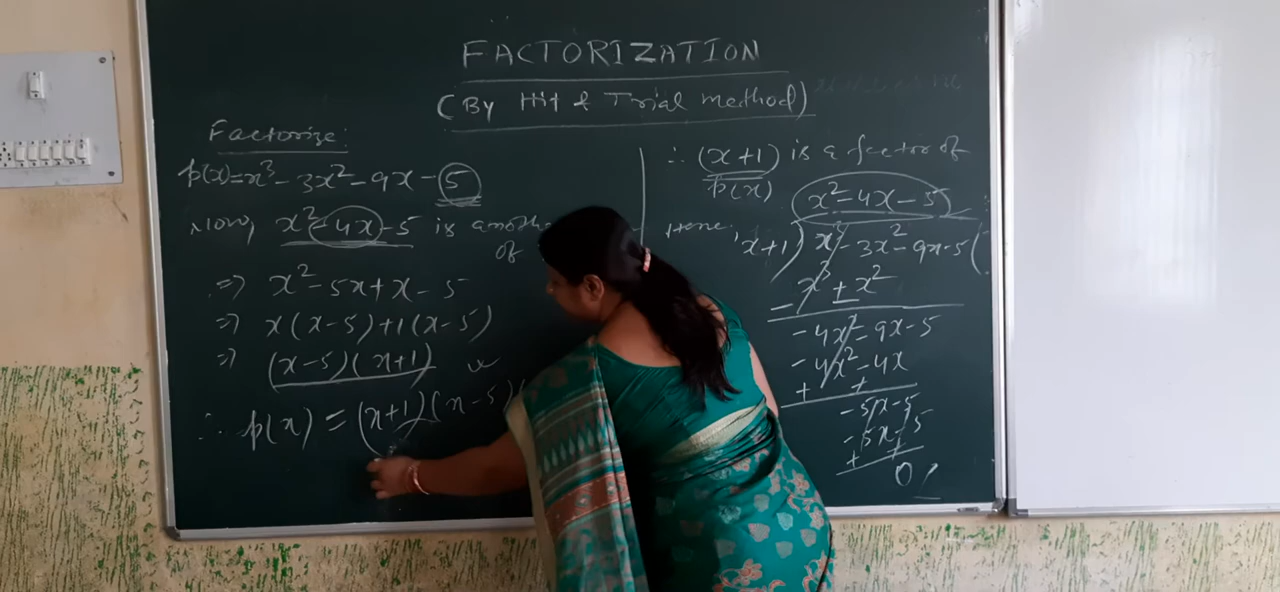 FACTORIZATION
(By Hit & Trial method)
Factorize:
p(x)=x³-3x²-9x-5
Now, x²-4x-5 is
of
⇒ x²-5x+x-5
⇒ x(x-5)+1(x-5)
⇒ (x-5)(x+1)
∴ p(x) = (x+1)(x-5)(
∴ (x+1) is a factor of
p(x)
x²-4x-5
Hence, x+1) x³-3x²-9x-5(
x³ + x²
-
-4x²-9x-5
-4x²-4x
+ +
-5x-5
-5x-5
+ +
0